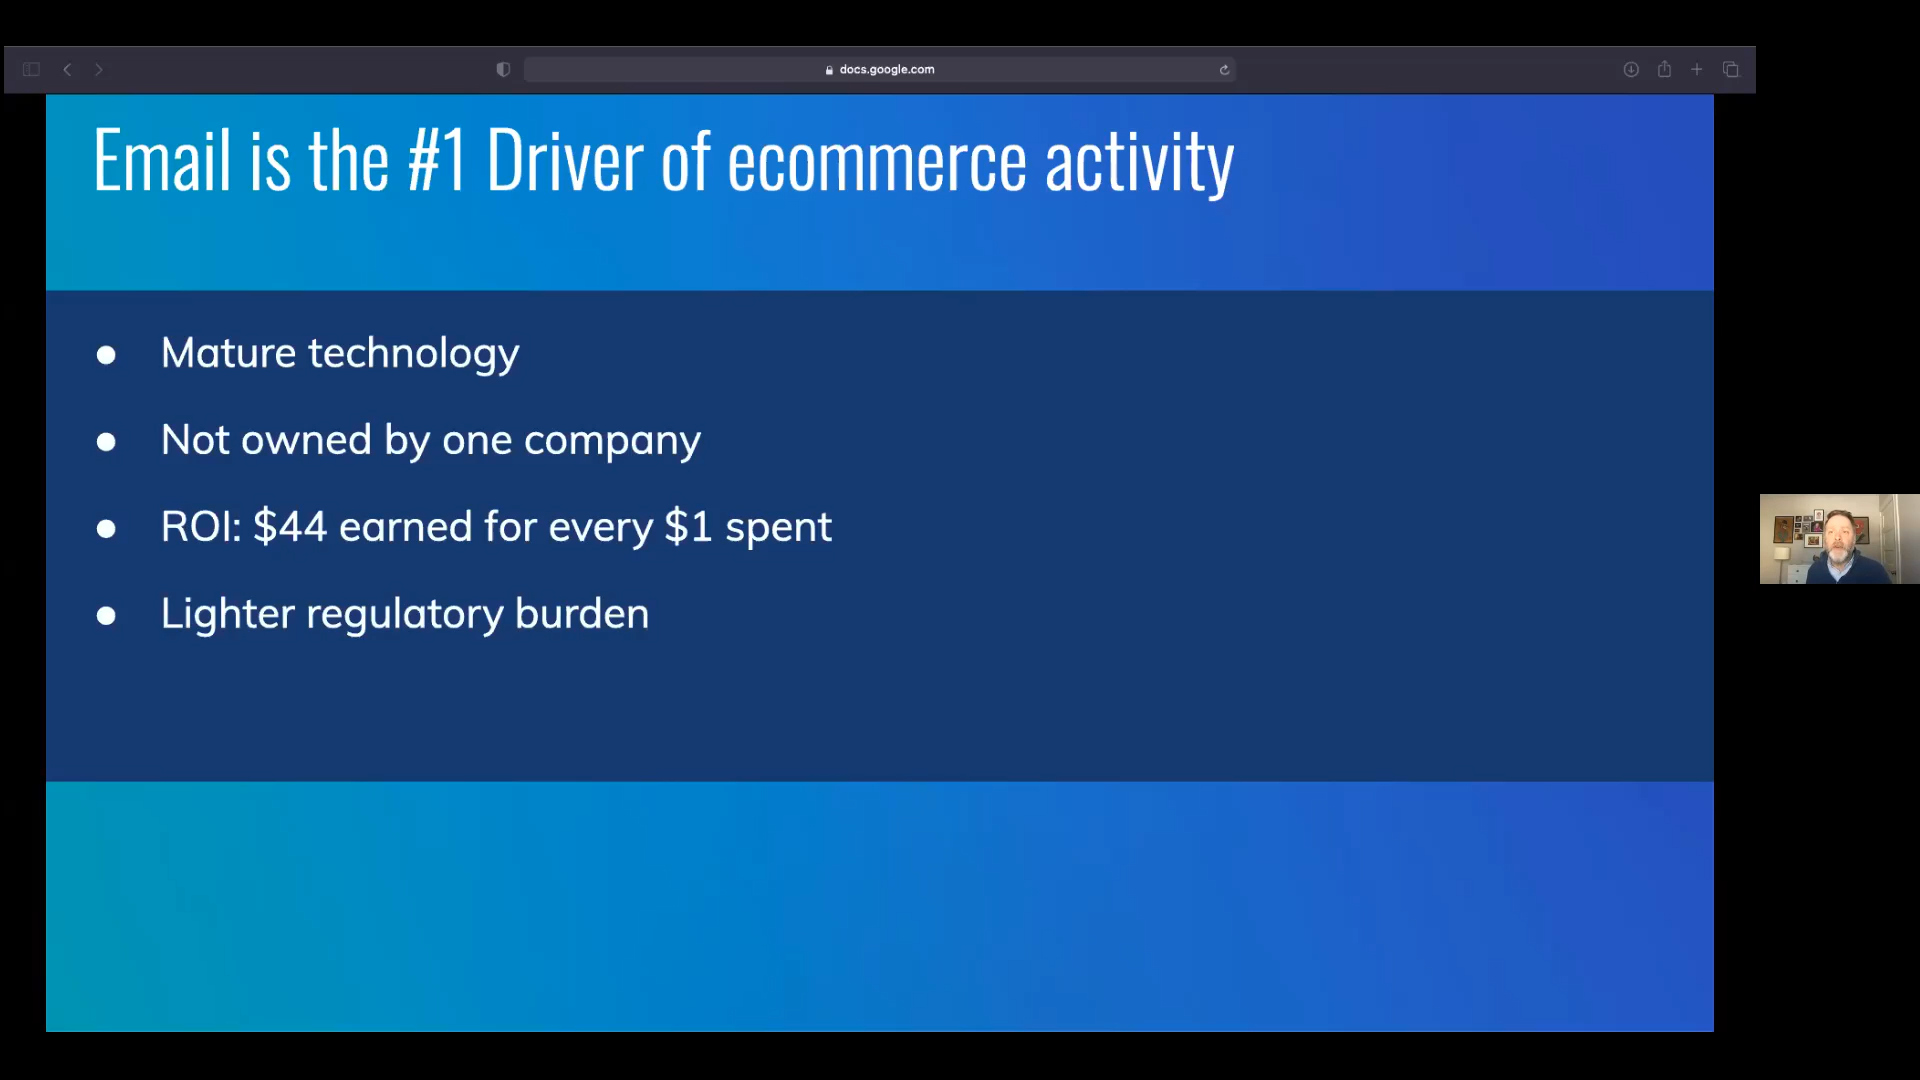 docs.google.com
Email is the #1 Driver of ecommerce activity
● Mature technology
● Not owned by one company
● ROI: $44 earned for every $1 spent
● Lighter regulatory burden